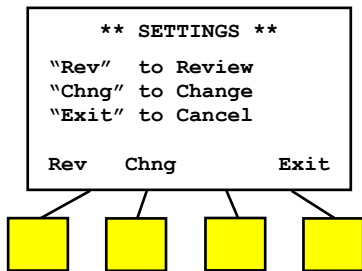 ** SETTINGS **
“Rev” to Review
“Chng” to Change
“Exit” to Cancel
Rev Chng Exit